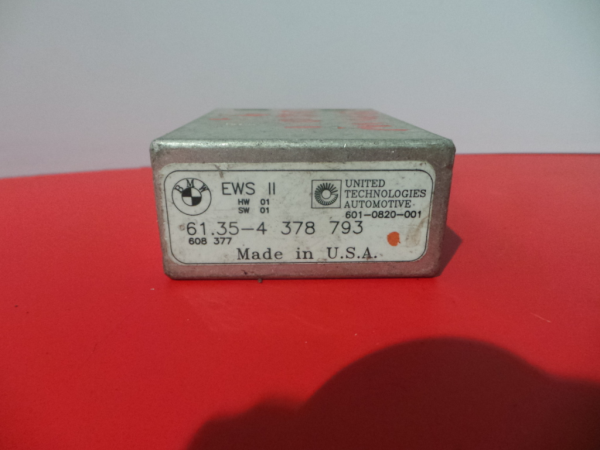 BMW
EWS II
HW 01
SW 01
UNITED
TECHNOLOGIES
AUTOMOTIVE
601-0820-001
61.35-4 378 793
608 377
Made in U.S.A.